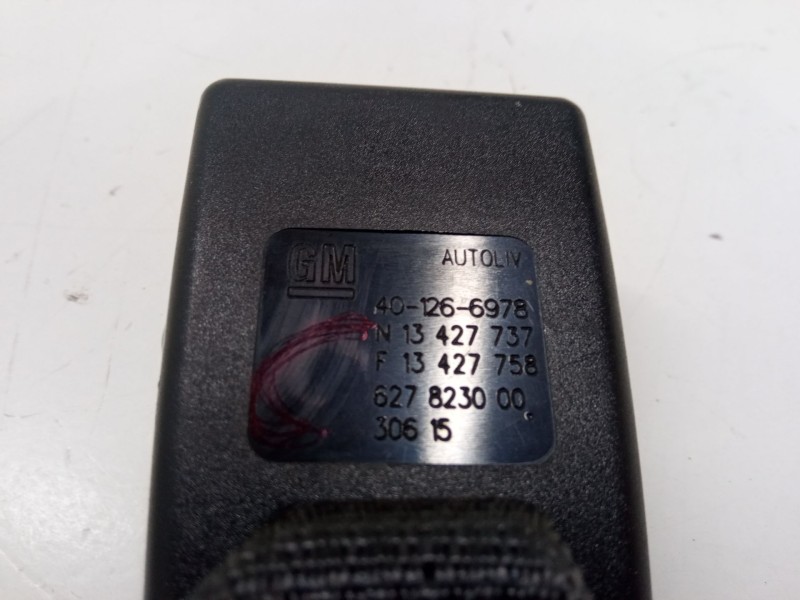 GM AUTOLIV
40-126-6978
N 13 427 737
F 13 427 758
627 8230 00
306 15